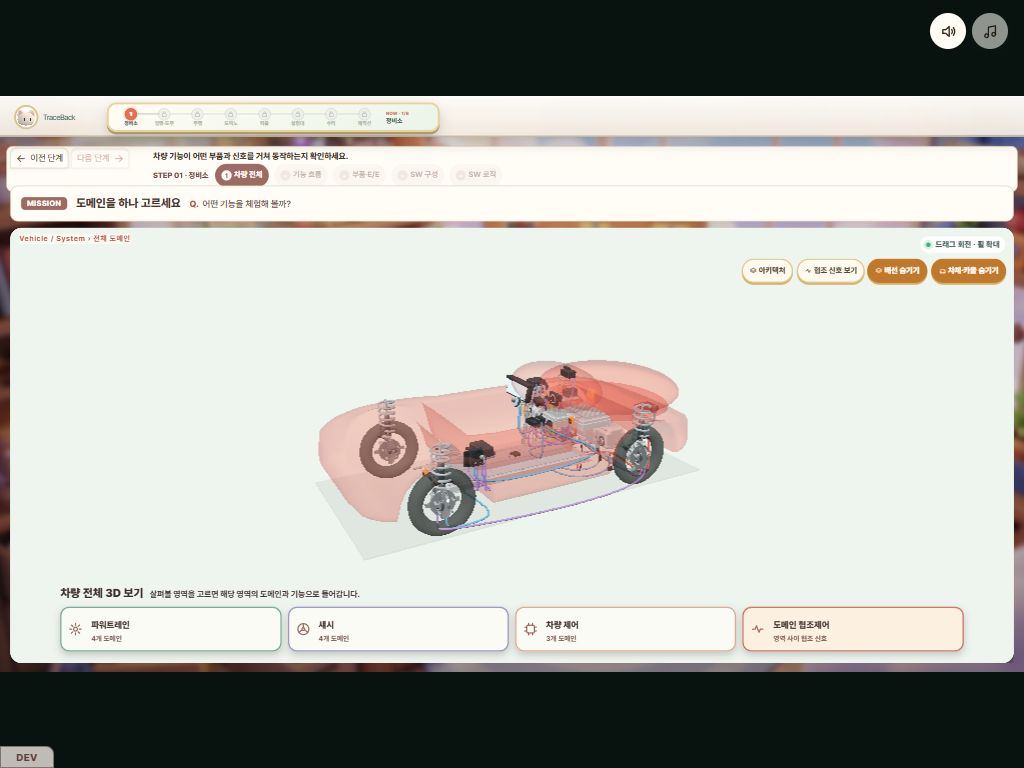 TraceBack
1
정비소
주행
NOW · 1/8
정비소
이전 단계
다음 단계
차량 기능이 어떤 부품과 신호를 거쳐 동작하는지 확인하세요.
STEP 01 · 정비소
1 차량 전체
기능 흐름
부품·E/E
SW 구성
SW 로직
MISSION
도메인을 하나 고르세요
Q. 어떤 기능을 체험해 볼까?
Vehicle / System › 전체 도메인
드래그 회전 · 휠 확대
아키텍처
협조 신호 보기
배선 숨기기
차체·카울 숨기기
차량 전체 3D 보기
살펴볼 영역을 고르면 해당 영역의 도메인과 기능으로 들어갑니다.
파워트레인
4개 도메인
섀시
4개 도메인
차량 제어
3개 도메인
도메인 협조제어
영역 사이 협조 신호
DEV